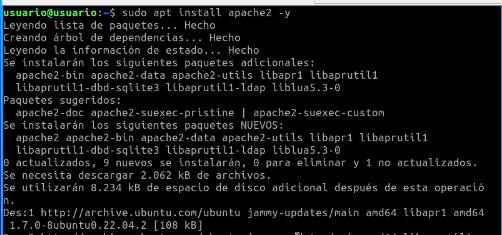 usuario@usuario:~$ sudo apt install apache2 -y
Leyendo lista de paquetes... Hecho
Creando árbol de dependencias... Hecho
Leyendo la información de estado... Hecho
Se instalarán los siguientes paquetes adicionales:
apache2-bin apache2-data apache2-utils libapr1 libaprutil1
libaprutil1-dbd-sqlite3 libaprutil1-ldap liblua5.3-0
Paquetes sugeridos:
apache2-doc apache2-suexec-pristine | apache2-suexec-custom
Se instalarán los siguientes paquetes NUEVOS:
apache2 apache2-bin apache2-data apache2-utils libapr1 libaprutil1
libaprutil1-dbd-sqlite3 libaprutil1-ldap liblua5.3-0
0 actualizados, 9 nuevos se instalarán, 0 para eliminar y 1 no actualizados.
Se necesita descargar 2.062 kB de archivos.
Se utilizarán 8.234 kB de espacio de disco adicional después de esta operació
n.
Des:1 http://archive.ubuntu.com/ubuntu jammy-updates/main amd64 libapr1 amd64
1.7.0-8ubuntu0.22.04.2 [108 kB]